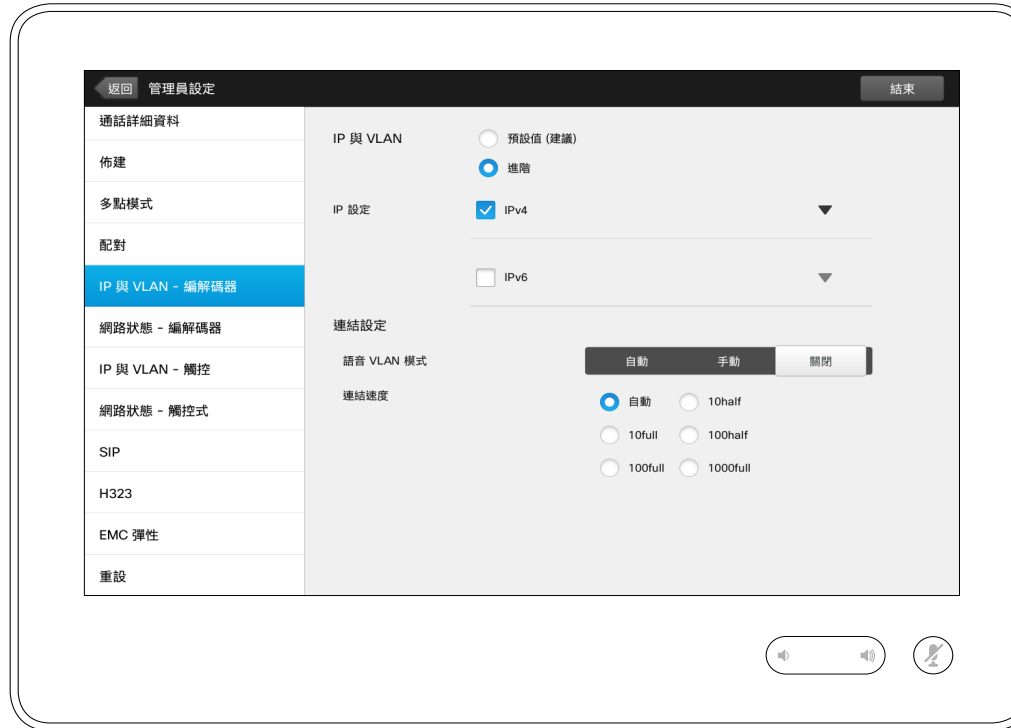 返回 管理員設定 結束
通話詳細資料
佈建
多點模式
配對
IP 與 VLAN - 編解碼器
網路狀態 - 編解碼器
IP 與 VLAN - 觸控
網路狀態 - 觸控式
SIP
H323
EMC 彈性
重設
IP 與 VLAN 預設值 (建議)
進階
IP 設定 IPv4
IPv6
連結設定
語音 VLAN 模式 自動 手動 關閉
連結速度 自動 10half
10full 100half
100full 1000full